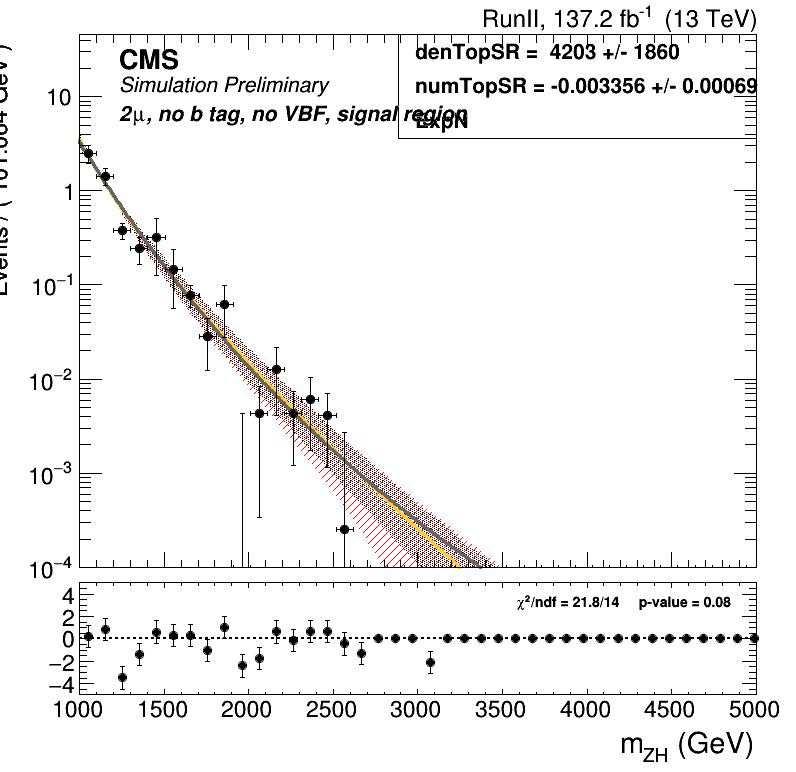 RunII, 137.2 fb⁻¹ (13 TeV)
CMS
Simulation Preliminary
2μ, no b tag, no VBF, signal region
denTopSR = 4203 +/- 1860
numTopSR = -0.003356 +/- 0.00069
ExpN
10
1
10⁻¹
10⁻²
10⁻³
10⁻⁴
χ²/ndf = 21.8/14 p-value = 0.08
4
2
0
−2
−4
1000 1500 2000 2500 3000 3500 4000 4500 5000
m_ZH (GeV)